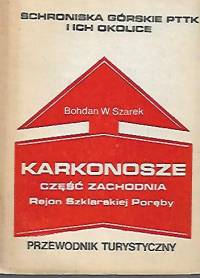 SCHRONISKA GÓRSKIE PTTK
I ICH OKOLICE
Bohdan W. Szarek
KARKONOSZE
CZĘŚĆ ZACHODNIA
Rejon Szklarskiej Poręby
PRZEWODNIK TURYSTYCZNY